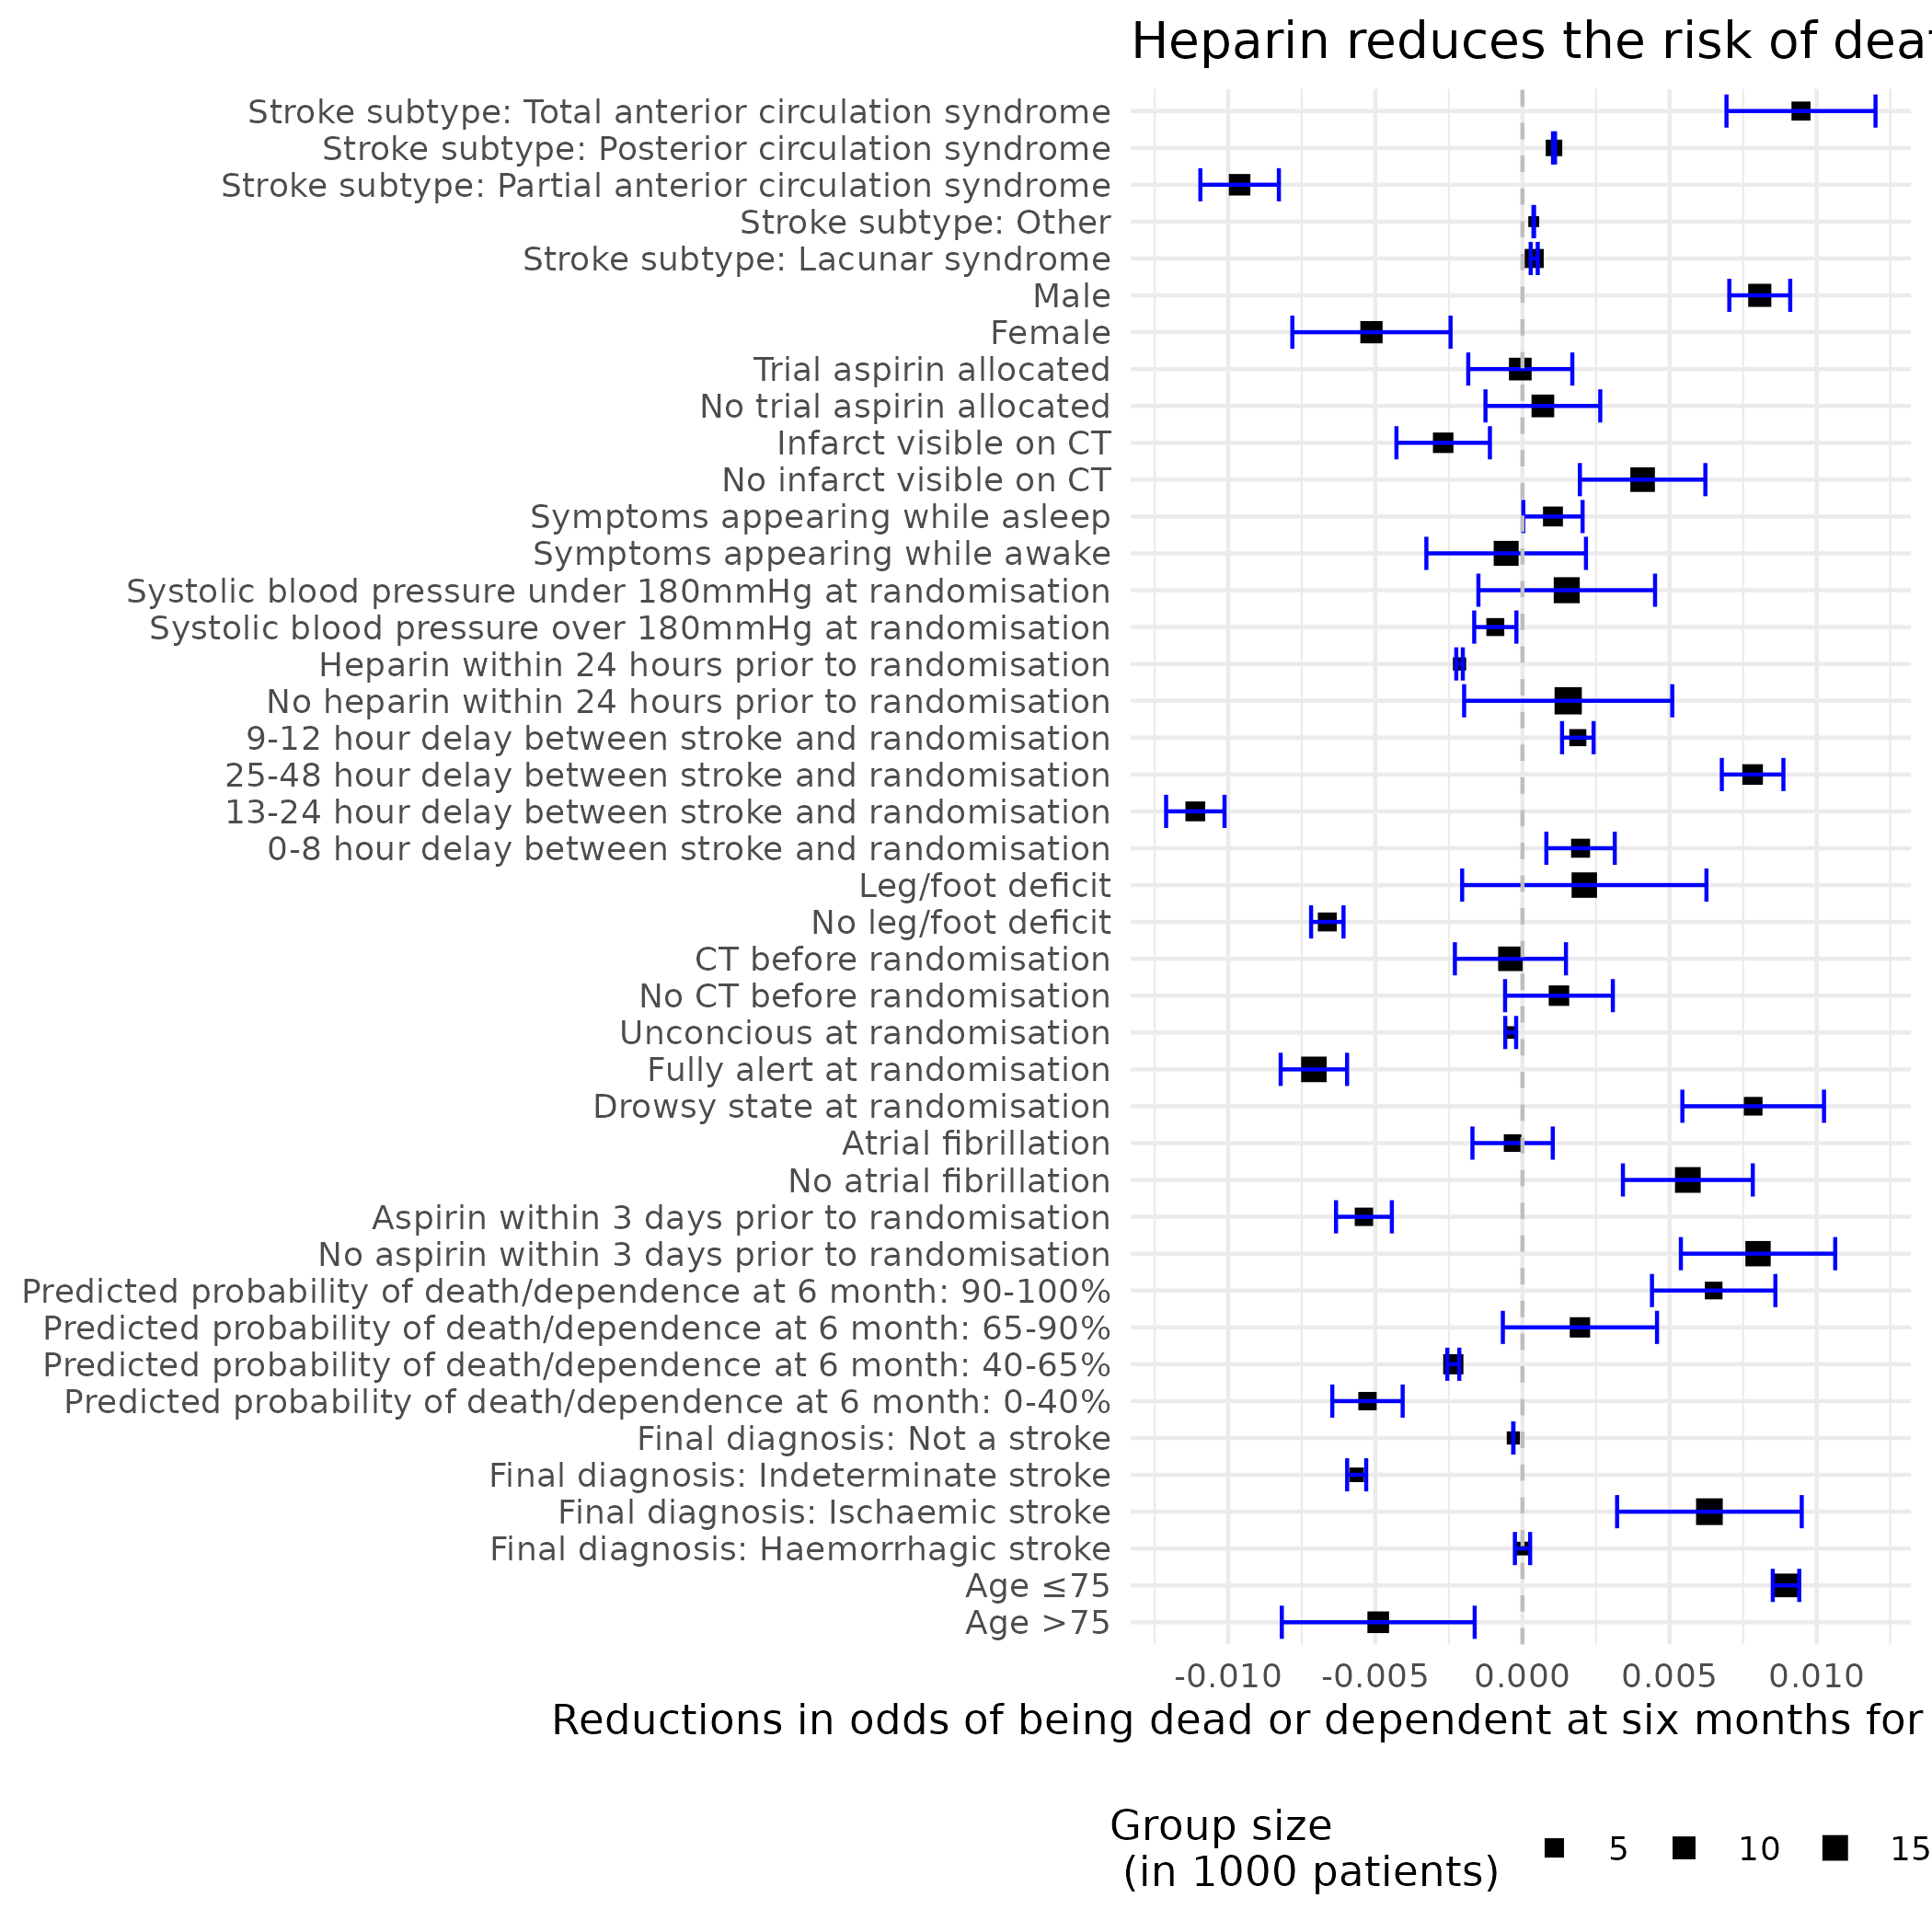 Heparin reduces the risk of deat
Stroke subtype: Total anterior circulation syndrome
Stroke subtype: Posterior circulation syndrome
Stroke subtype: Partial anterior circulation syndrome
Stroke subtype: Other
Stroke subtype: Lacunar syndrome
Male
Female
Trial aspirin allocated
No trial aspirin allocated
Infarct visible on CT
No infarct visible on CT
Symptoms appearing while asleep
Symptoms appearing while awake
Systolic blood pressure under 180mmHg at randomisation
Systolic blood pressure over 180mmHg at randomisation
Heparin within 24 hours prior to randomisation
No heparin within 24 hours prior to randomisation
9-12 hour delay between stroke and randomisation
25-48 hour delay between stroke and randomisation
13-24 hour delay between stroke and randomisation
0-8 hour delay between stroke and randomisation
Leg/foot deficit
No leg/foot deficit
CT before randomisation
No CT before randomisation
Unconcious at randomisation
Fully alert at randomisation
Drowsy state at randomisation
Atrial fibrillation
No atrial fibrillation
Aspirin within 3 days prior to randomisation
No aspirin within 3 days prior to randomisation
Predicted probability of death/dependence at 6 month: 90-100%
Predicted probability of death/dependence at 6 month: 65-90%
Predicted probability of death/dependence at 6 month: 40-65%
Predicted probability of death/dependence at 6 month: 0-40%
Final diagnosis: Not a stroke
Final diagnosis: Indeterminate stroke
Final diagnosis: Ischaemic stroke
Final diagnosis: Haemorrhagic stroke
Age ≤75
Age >75
-0.010 -0.005 0.000 0.005 0.010
Reductions in odds of being dead or dependent at six months for
Group size
(in 1000 patients)
5 10 15